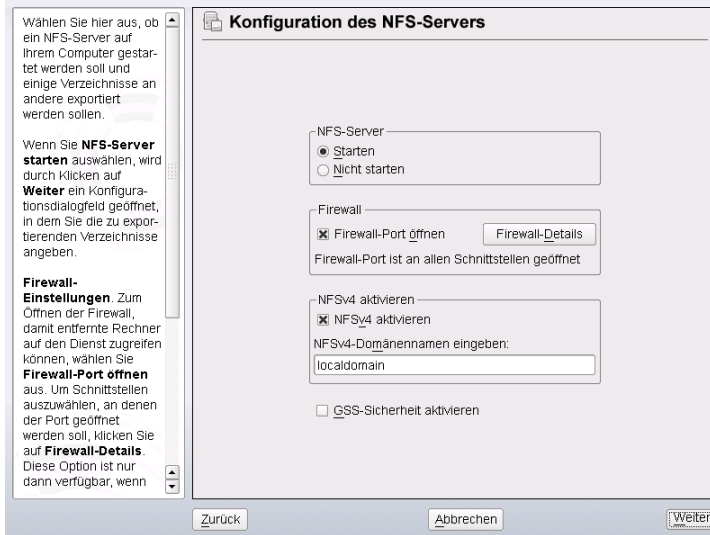 Wählen Sie hier aus, ob
ein NFS-Server auf
Ihrem Computer gestar-
tet werden soll und
einige Verzeichnisse an
andere exportiert
werden sollen.
Wenn Sie NFS-Server
starten auswählen, wird
durch Klicken auf
Weiter ein Konfigura-
tionsdialogfeld geöffnet,
in dem Sie die zu expor-
tierenden Verzeichnisse
angeben.
Firewall-
Einstellungen. Zum
Öffnen der Firewall,
damit entfernte Rechner
auf den Dienst zugreifen
können, wählen Sie
Firewall-Port öffnen
aus. Um Schnittstellen
auszuwählen, an denen
der Port geöffnet
werden soll, klicken Sie
auf Firewall-Details.
Diese Option ist nur
dann verfügbar, wenn
Konfiguration des NFS-Servers
NFS-Server
Starten
Nicht starten
Firewall
Firewall-Port öffnen
Firewall-Details
Firewall-Port ist an allen Schnittstellen geöffnet
NFSv4 aktivieren
NFSv4 aktivieren
NFSv4-Domänennamen eingeben:
localdomain
GSS-Sicherheit aktivieren
Zurück
Abbrechen
Weiter